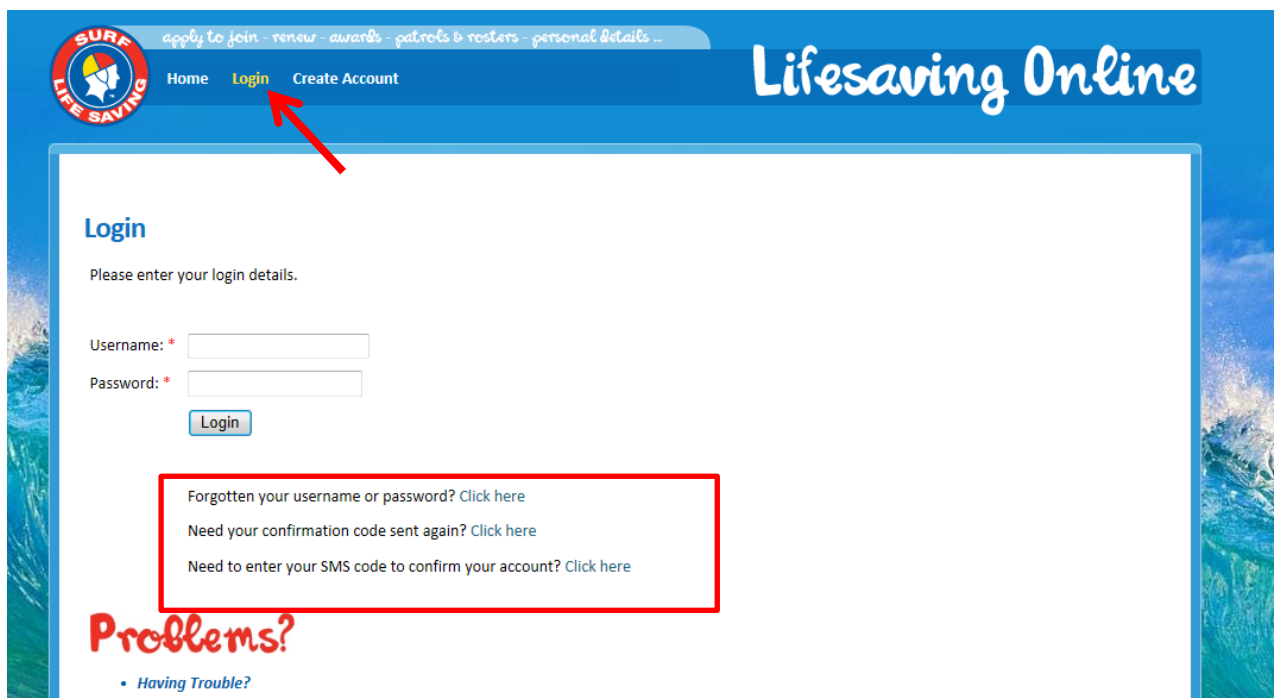 SURF
LIFE SAVING
apply to join - renew - awards - patrols & rosters - personal details ...
Home Login Create Account
Lifesaving Online
Login
Please enter your login details.
Username: *
Password: *
Login
Forgotten your username or password? Click here
Need your confirmation code sent again? Click here
Need to enter your SMS code to confirm your account? Click here
Problems?
• Having Trouble?